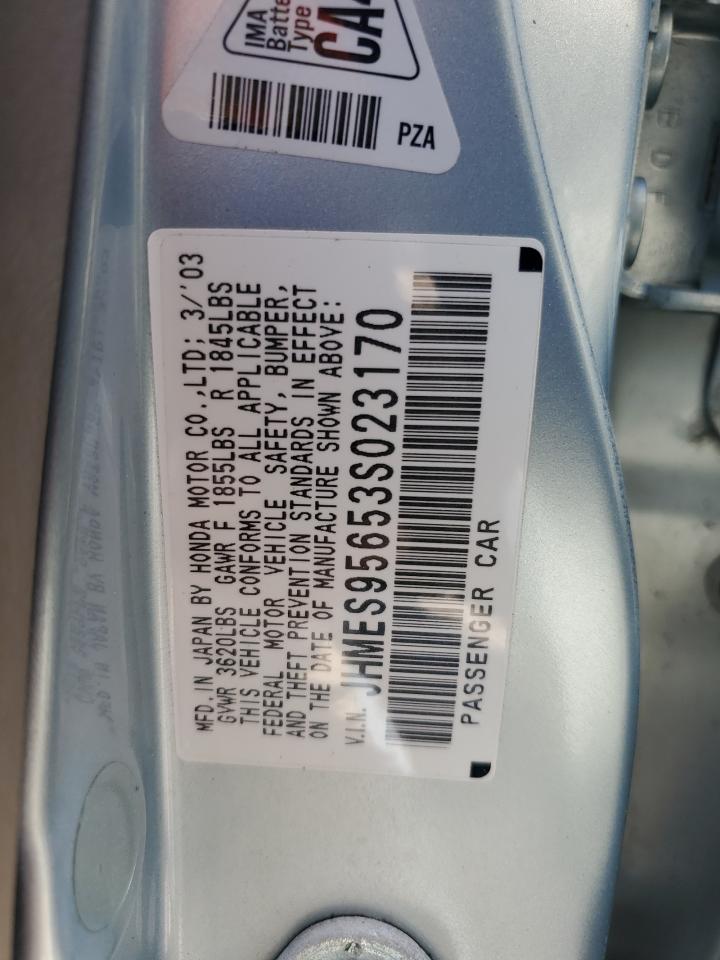 IMA
Batte
Type
CA4
PZA
MFD. IN JAPAN BY HONDA MOTOR CO.,LTD; 3/'03
GVWR 3620LBS GAWR F 1855LBS R 1845LBS
THIS VEHICLE CONFORMS TO ALL APPLICABLE
FEDERAL MOTOR VEHICLE SAFETY, BUMPER,
AND THEFT PREVENTION STANDARDS IN EFFECT
ON THE DATE OF MANUFACTURE SHOWN ABOVE:
V.I.N. JHMES95653S023170
PASSENGER CAR